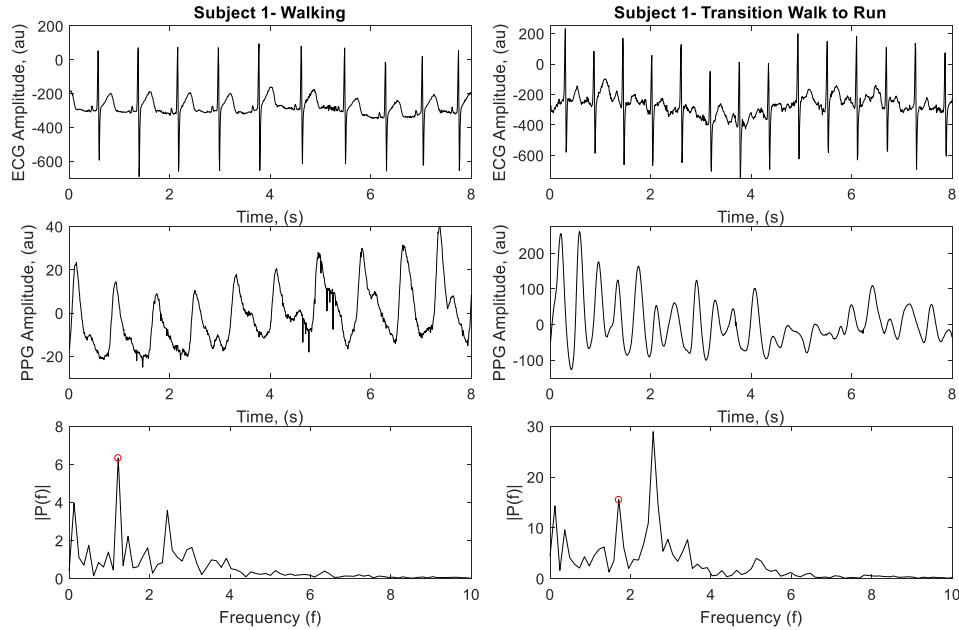 Subject 1- Walking
ECG Amplitude, (au)
200
0
-200
-400
-600
0 2 4 6 8
Time, (s)
Subject 1- Transition Walk to Run
ECG Amplitude, (au)
200
0
-200
-400
-600
0 2 4 6 8
Time, (s)
PPG Amplitude, (au)
40
20
0
-20
0 2 4 6 8
Time, (s)
PPG Amplitude, (au)
200
100
0
-100
0 2 4 6 8
Time, (s)
|P(f)|
8
6
4
2
0
0 2 4 6 8 10
Frequency (f)
|P(f)|
30
20
10
0
0 2 4 6 8 10
Frequency (f)